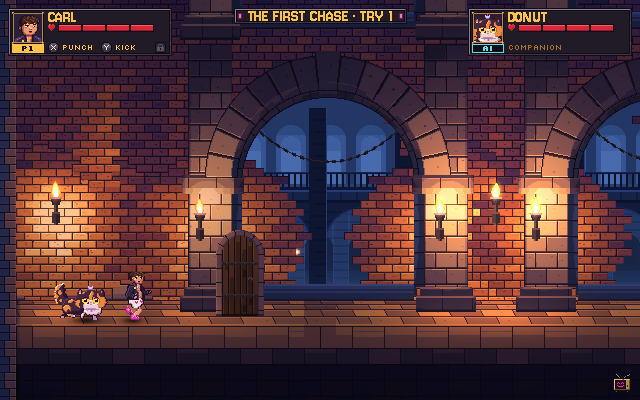 CARL
P1
X PUNCH Y KICK
THE FIRST CHASE · TRY 1
DONUT
AI
COMPANION